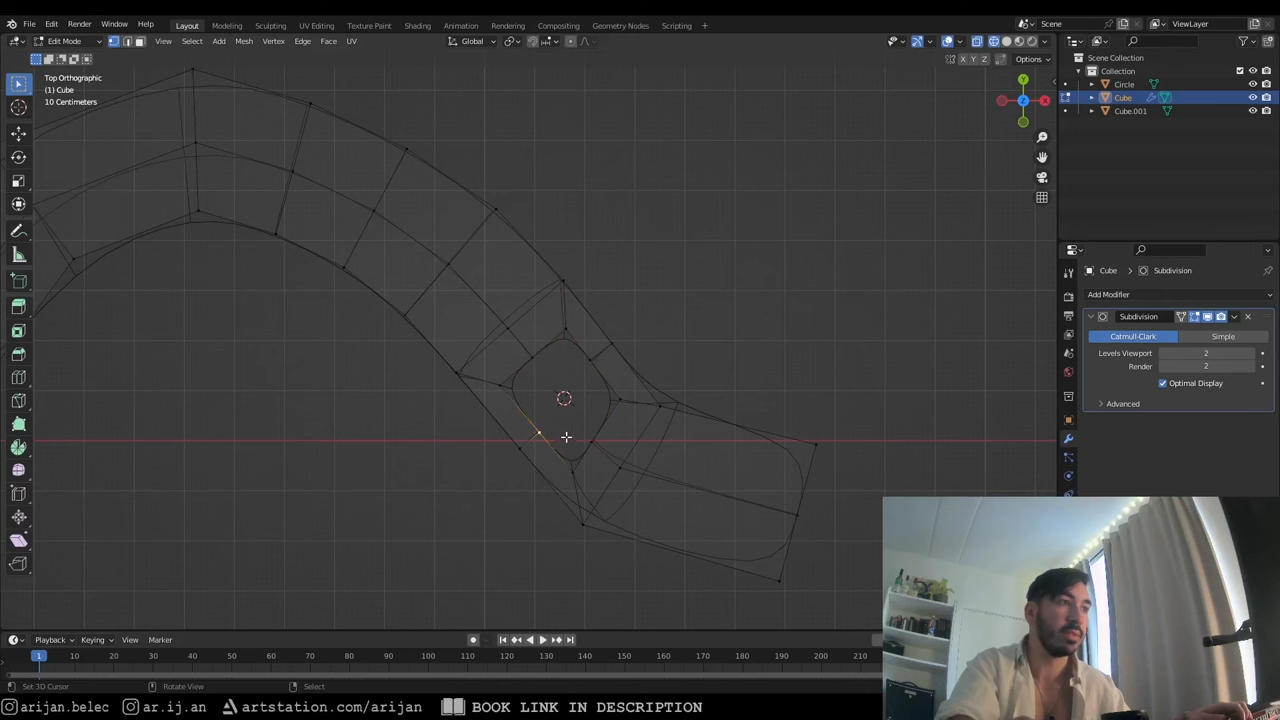 File Edit Render Window Help Layout Modeling Sculpting UV Editing Texture Paint Shading Animation Rendering Compositing Geometry Nodes Scripting + Scene ViewLayer
Edit Mode View Select Add Mesh Vertex Edge Face UV Global
X Y Z Options
Top Orthographic
(1) Cube
10 Centimeters
Z X
Scene Collection
Collection
Circle
Cube
Cube.001
Cube > Subdivision
Add Modifier
Subdivision
Catmull-Clark Simple
Levels Viewport 2
Render 2
Optimal Display
Advanced
Playback Keying View Marker
1 10 20 30 40 50 60 70 80 90 100 110 120 130 140 150 160 170 180 190 200 210
Set 3D Cursor Rotate View Select
arijan.belec ar.ij.an artstation.com/arijan BOOK LINK IN DESCRIPTION